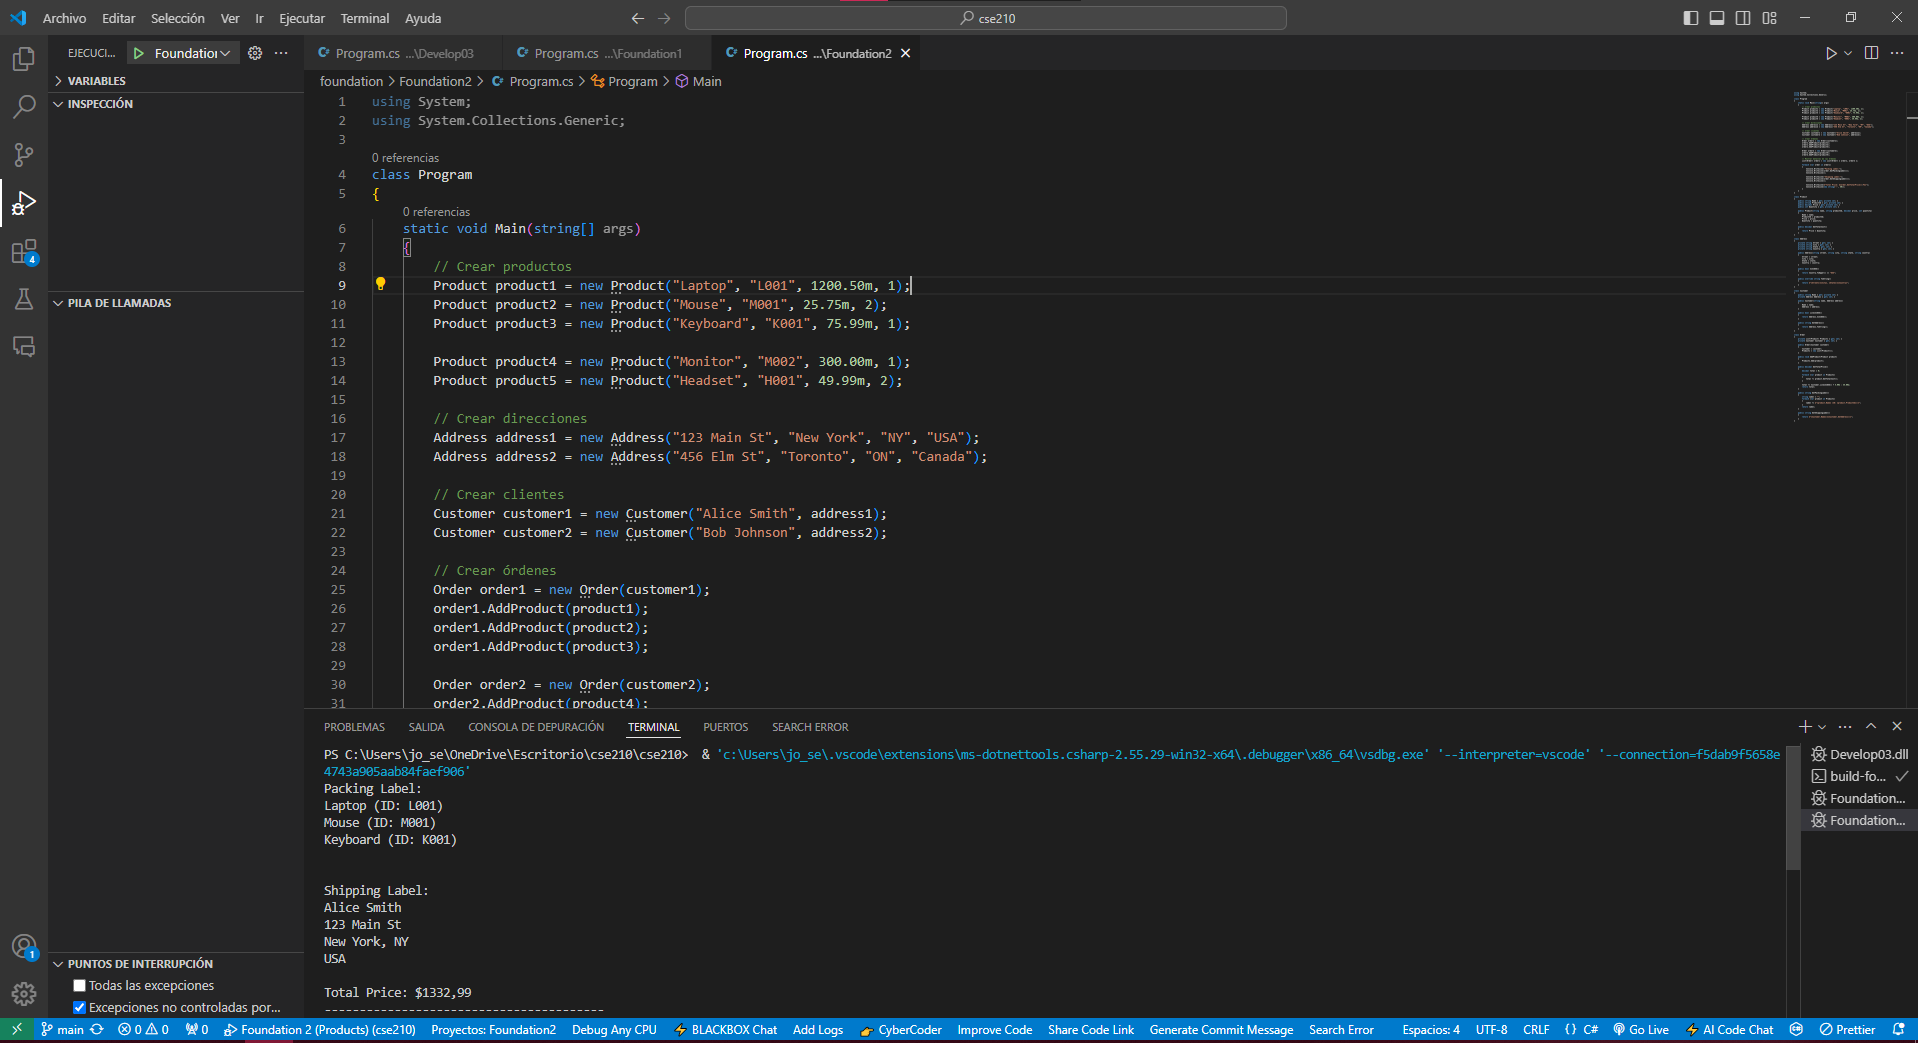 Archivo Editar Selección Ver Ir Ejecutar Terminal Ayuda
cse210
EJECUCI... Foundation
VARIABLES
INSPECCIÓN
PILA DE LLAMADAS
PUNTOS DE INTERRUPCIÓN
Todas las excepciones
Excepciones no controladas por...
4
1
Program.cs ...\Develop03
Program.cs ...\Foundation1
Program.cs ...\Foundation2
foundation > Foundation2 > Program.cs > Program > Main
1 using System;
2 using System.Collections.Generic;
3
0 referencias
4 class Program
5 {
0 referencias
6 static void Main(string[] args)
7 {
8 // Crear productos
9 Product product1 = new Product("Laptop", "L001", 1200.50m, 1);
10 Product product2 = new Product("Mouse", "M001", 25.75m, 2);
11 Product product3 = new Product("Keyboard", "K001", 75.99m, 1);
12
13 Product product4 = new Product("Monitor", "M002", 300.00m, 1);
14 Product product5 = new Product("Headset", "H001", 49.99m, 2);
15
16 // Crear direcciones
17 Address address1 = new Address("123 Main St", "New York", "NY", "USA");
18 Address address2 = new Address("456 Elm St", "Toronto", "ON", "Canada");
19
20 // Crear clientes
21 Customer customer1 = new Customer("Alice Smith", address1);
22 Customer customer2 = new Customer("Bob Johnson", address2);
23
24 // Crear órdenes
25 Order order1 = new Order(customer1);
26 order1.AddProduct(product1);
27 order1.AddProduct(product2);
28 order1.AddProduct(product3);
29
30 Order order2 = new Order(customer2);
31 order2.AddProduct(product4);
PROBLEMAS SALIDA CONSOLA DE DEPURACIÓN TERMINAL PUERTOS SEARCH ERROR
PS C:\Users\jo_se\OneDrive\Escritorio\cse210\cse210> & 'c:\Users\jo_se\.vscode\extensions\ms-dotnettools.csharp-2.55.29-win32-x64\.debugger\x86_64\vsdbg.exe' '--interpreter=vscode' '--connection=f5dab9f5658e
4743a905aab84faef906'
Packing Label:
Laptop (ID: L001)
Mouse (ID: M001)
Keyboard (ID: K001)
Shipping Label:
Alice Smith
123 Main St
New York, NY
USA
Total Price: $1332,99
------------------------------------
Develop03.dll
build-fo...
Foundation...
Foundation...
main 0 0 0 Foundation 2 (Products) (cse210) Proyectos: Foundation2 Debug Any CPU BLACKBOX Chat Add Logs CyberCoder Improve Code Share Code Link Generate Commit Message Search Error Espacios: 4 UTF-8 CRLF {} C# Go Live AI Code Chat Prettier